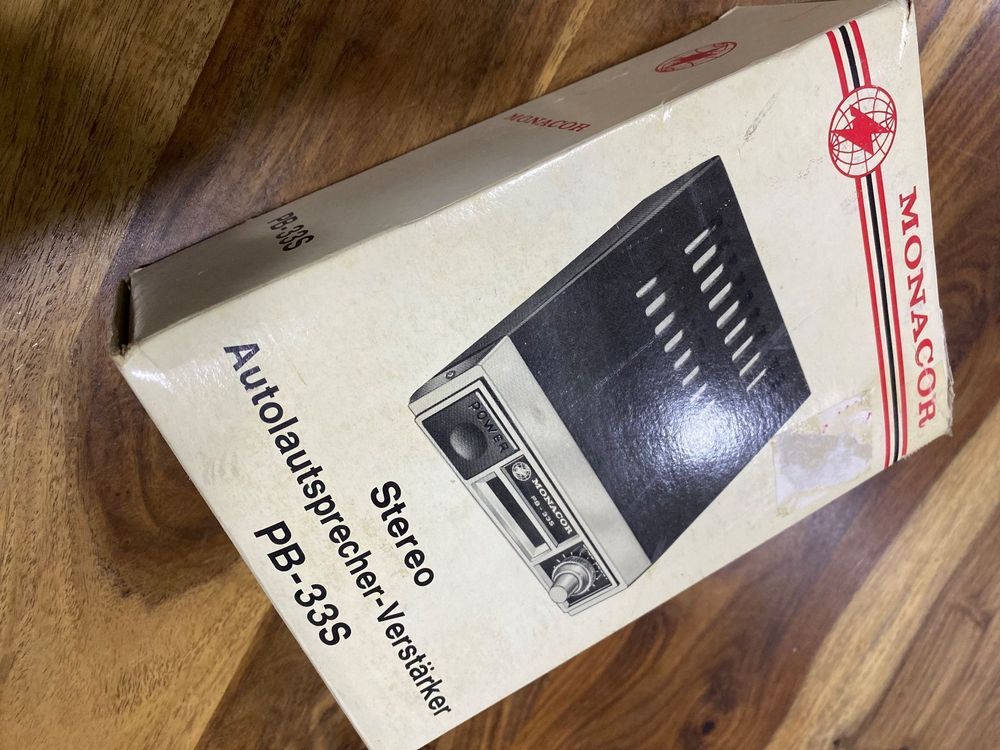 MONACOR
POWER
MONACOR
PB-33S
Stereo
Autolautsprecher-Verstärker
PB-33S
MONACOR
PB-33S